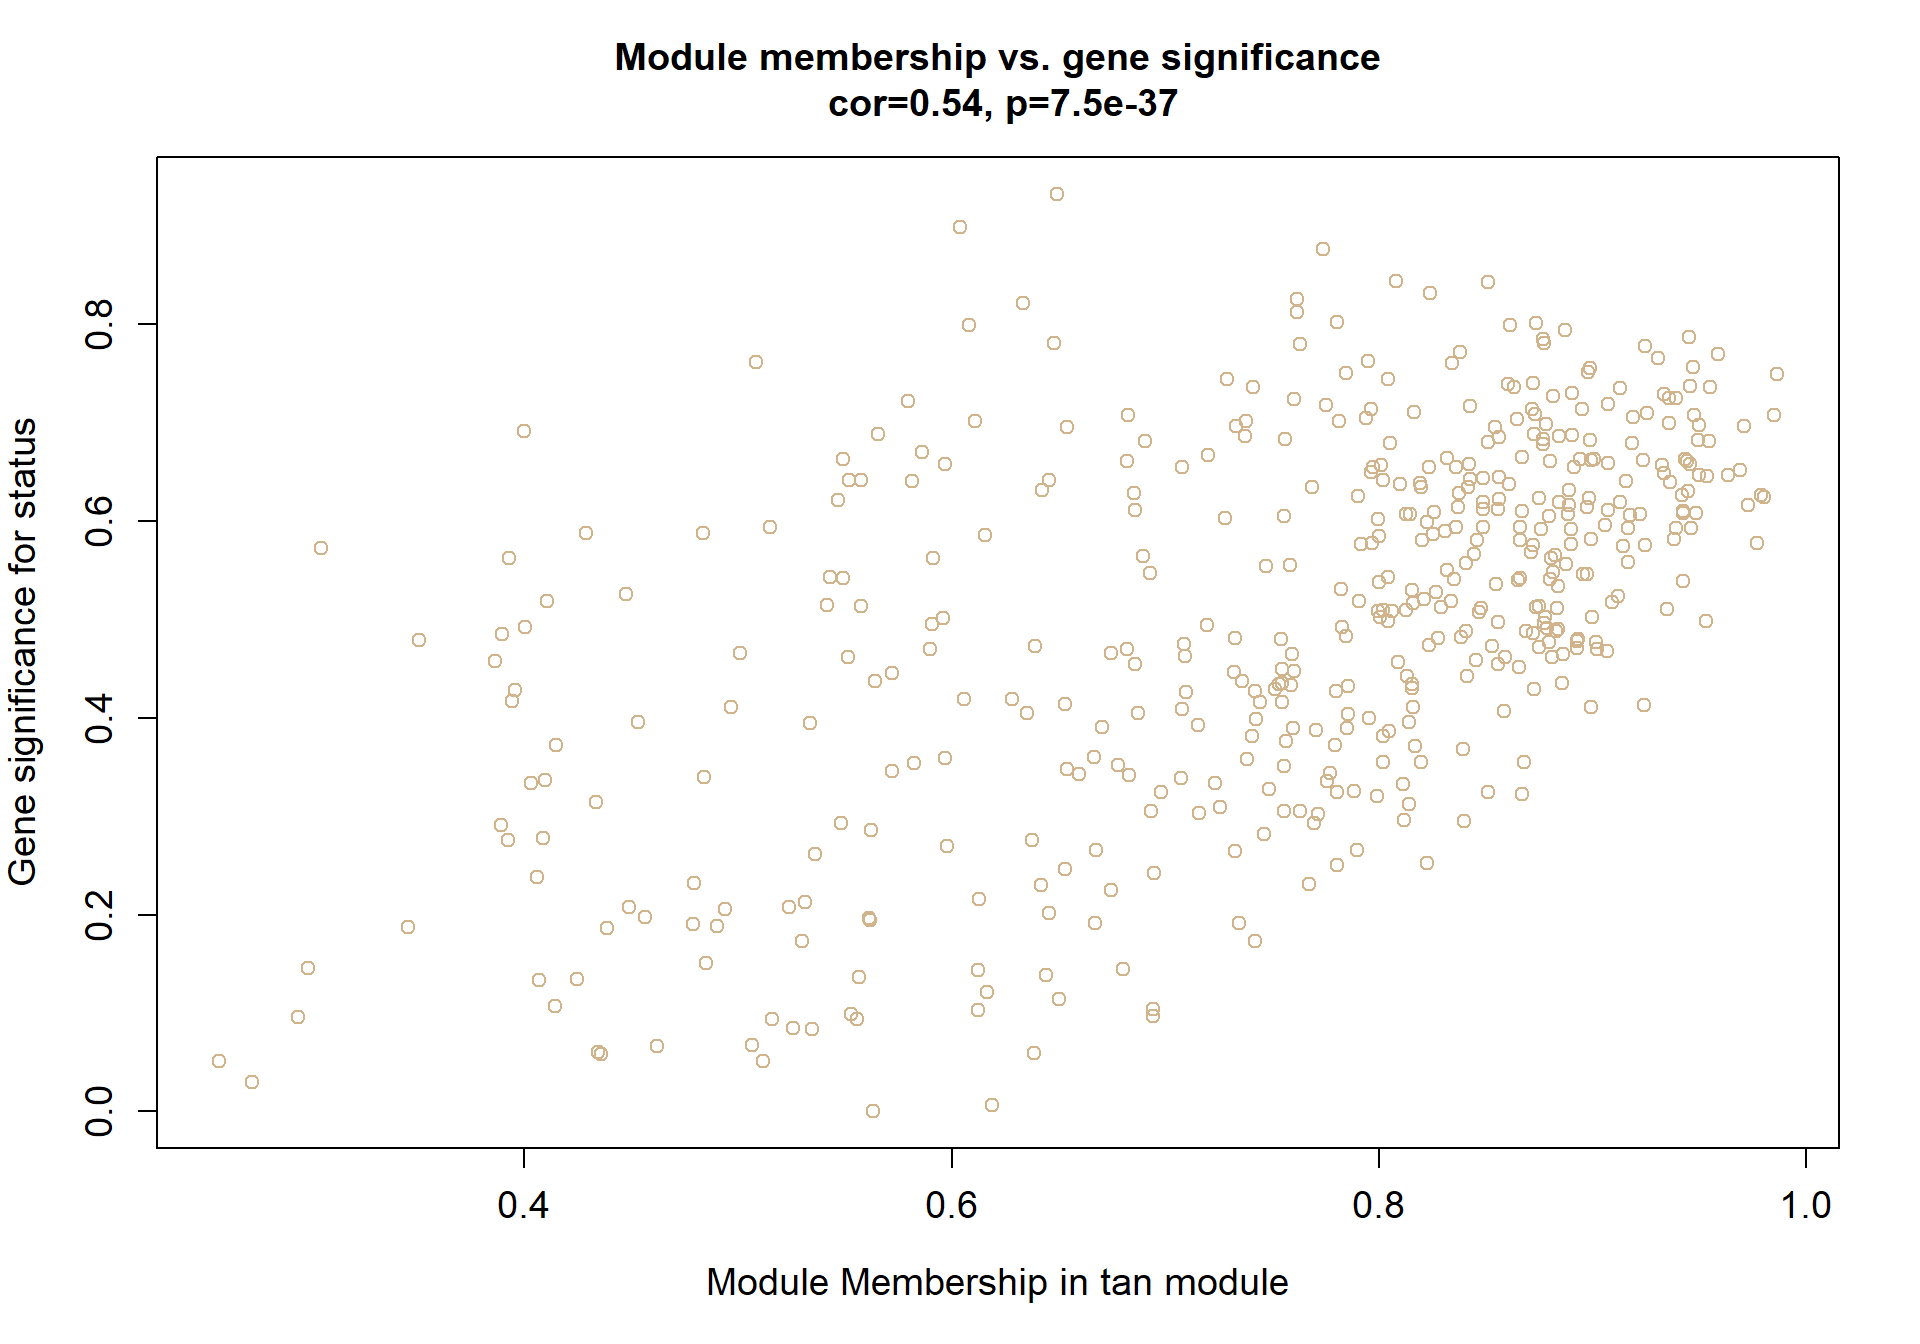 Module membership vs. gene significance
cor=0.54, p=7.5e-37
Gene significance for status
0.8
0.6
0.4
0.2
0.0
0.4 0.6 0.8 1.0
Module Membership in tan module